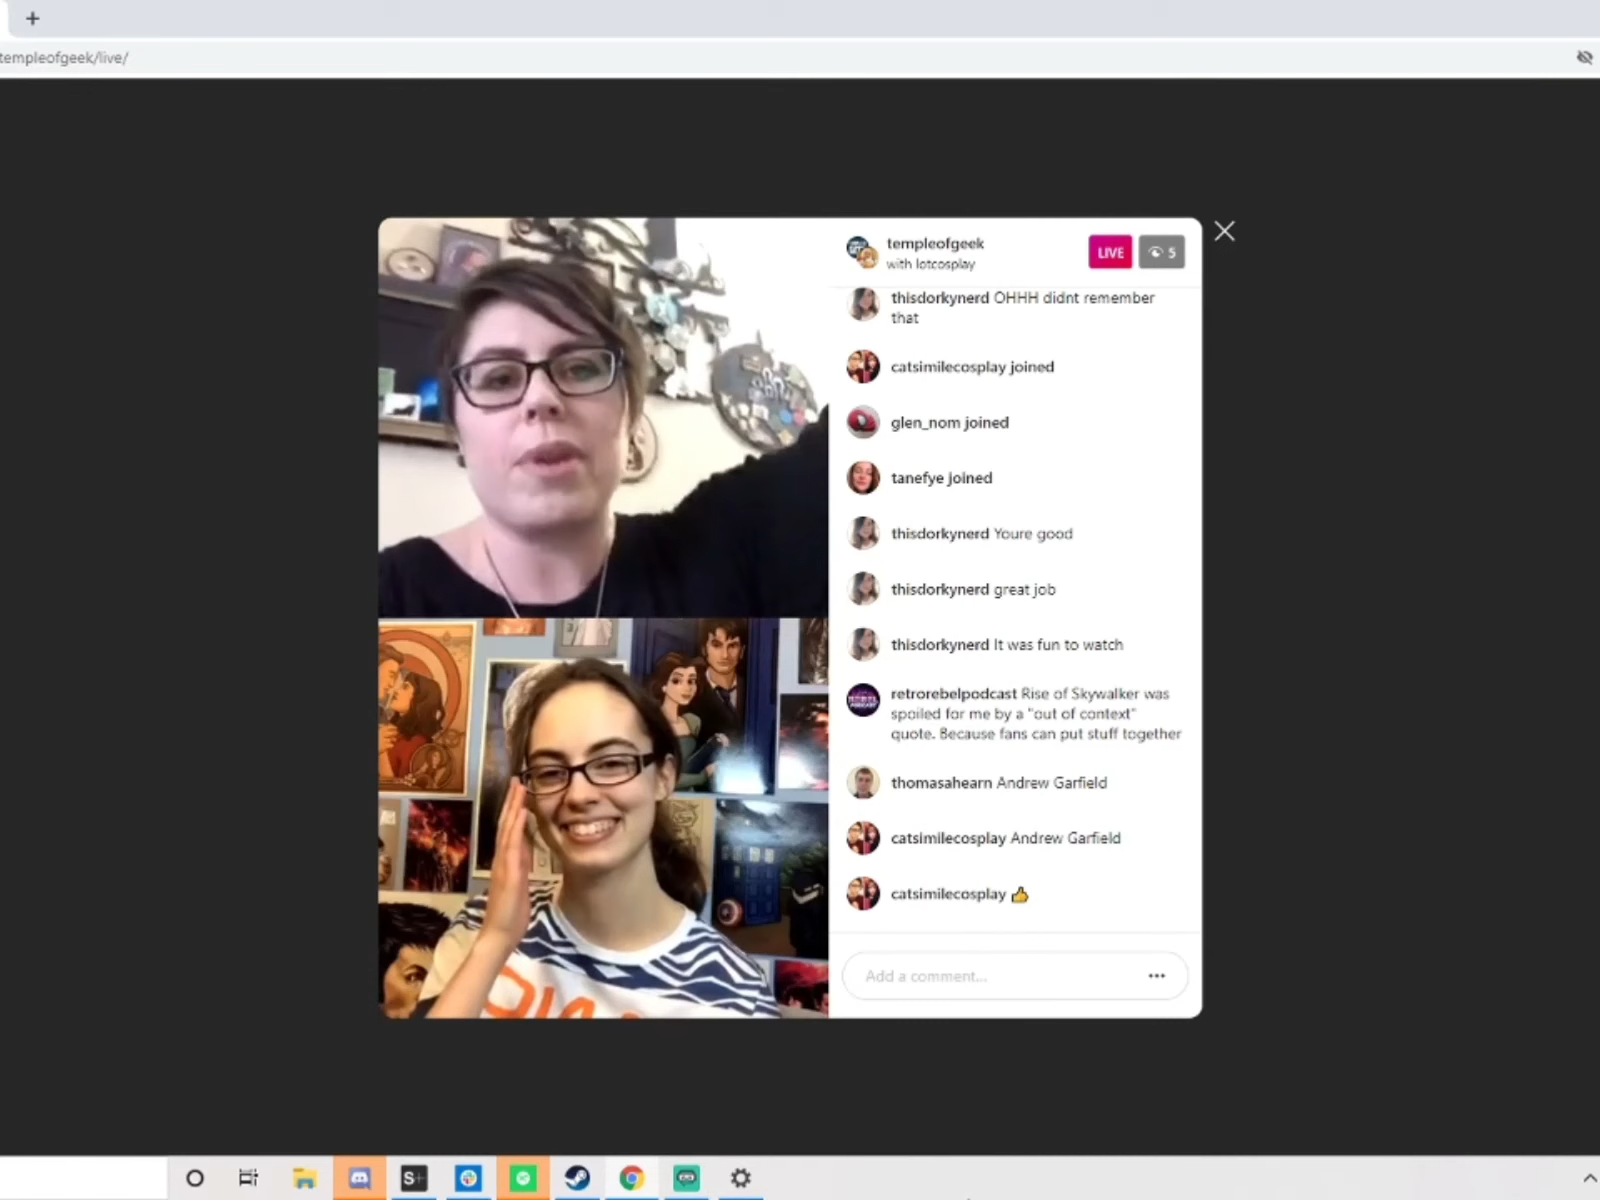 templeofgeek/live/
templeofgeek
with lotcosplay
LIVE
5
thisdorkynerd OHHH didnt remember
that
catsimilecosplay joined
glen_nom joined
tanefye joined
thisdorkynerd Youre good
thisdorkynerd great job
thisdorkynerd It was fun to watch
retrorebelpodcast Rise of Skywalker was
spoiled for me by a "out of context"
quote. Because fans can put stuff together
thomasahearn Andrew Garfield
catsimilecosplay Andrew Garfield
catsimilecosplay 👍
Add a comment...
S+